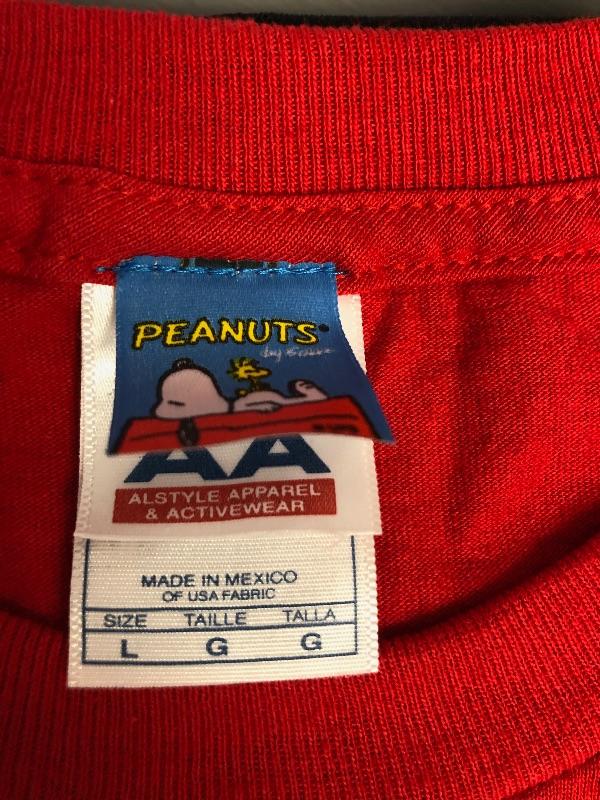 PEANUTS
AA
ALSTYLE APPAREL
& ACTIVEWEAR
MADE IN MEXICO
OF USA FABRIC
SIZE TAILLE TALLA
L G G